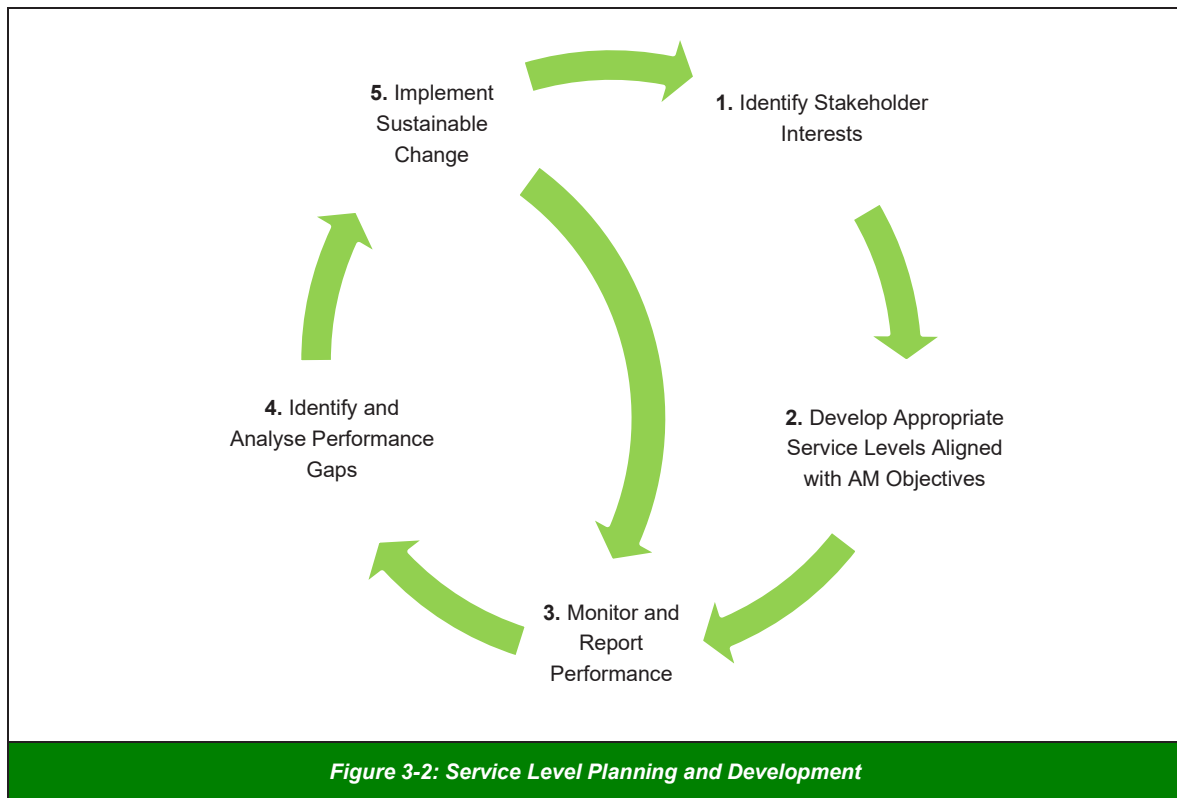 5. Implement
Sustainable
Change
1. Identify Stakeholder
Interests
2. Develop Appropriate
Service Levels Aligned
with AM Objectives
3. Monitor and
Report
Performance
4. Identify and
Analyse Performance
Gaps
Figure 3-2: Service Level Planning and Development